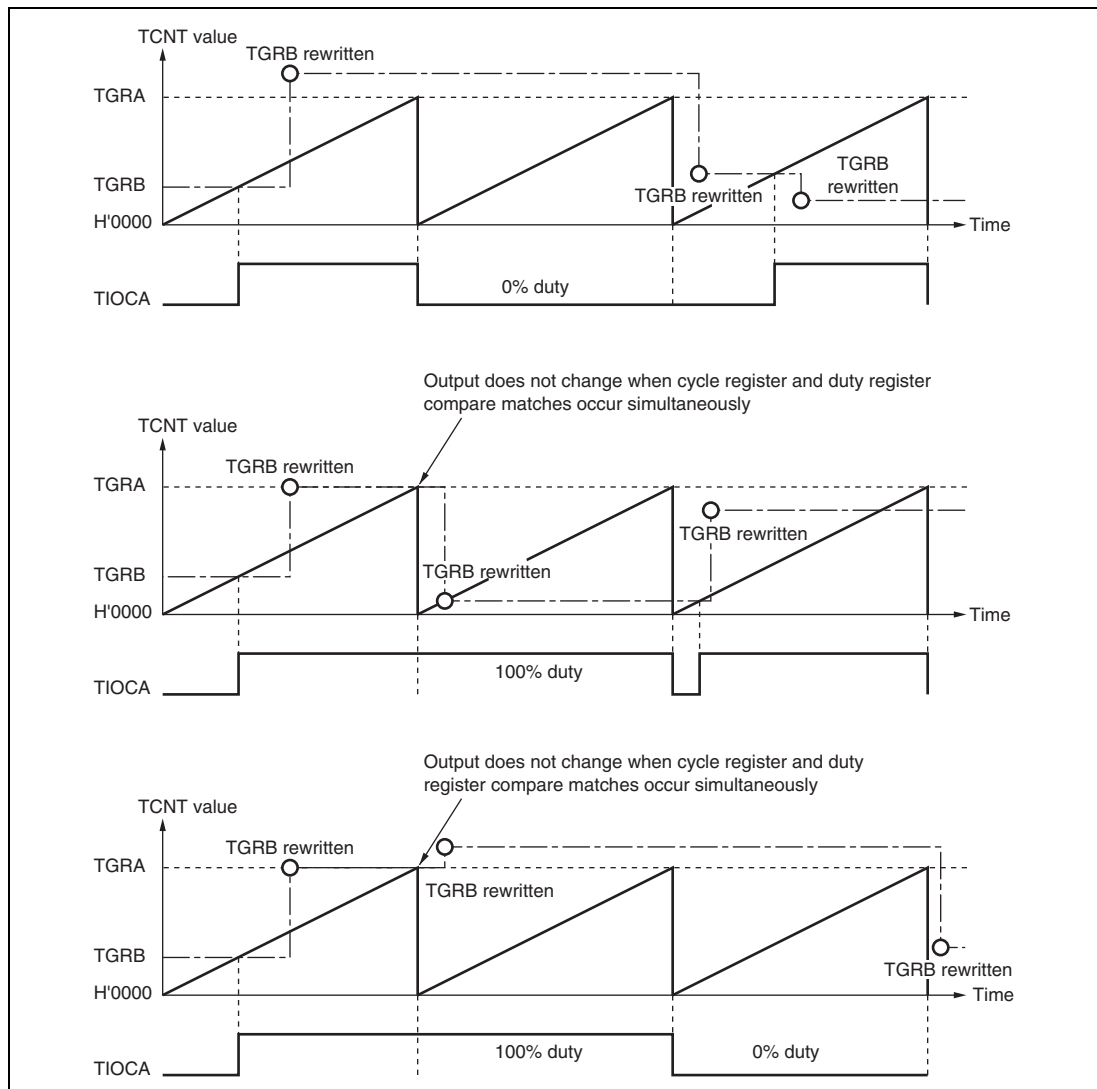 TCNT value
TGRB rewritten
TGRA
TGRB
TGRB
rewritten
TGRB rewritten
H'0000
Time
TIOCA
0% duty
Output does not change when cycle register and duty register
compare matches occur simultaneously
TCNT value
TGRB rewritten
TGRA
TGRB rewritten
TGRB
TGRB rewritten
H'0000
Time
TIOCA
100% duty
Output does not change when cycle register and duty
register compare matches occur simultaneously
TCNT value
TGRB rewritten
TGRA
TGRB rewritten
TGRB
TGRB rewritten
H'0000
Time
TIOCA
100% duty
0% duty